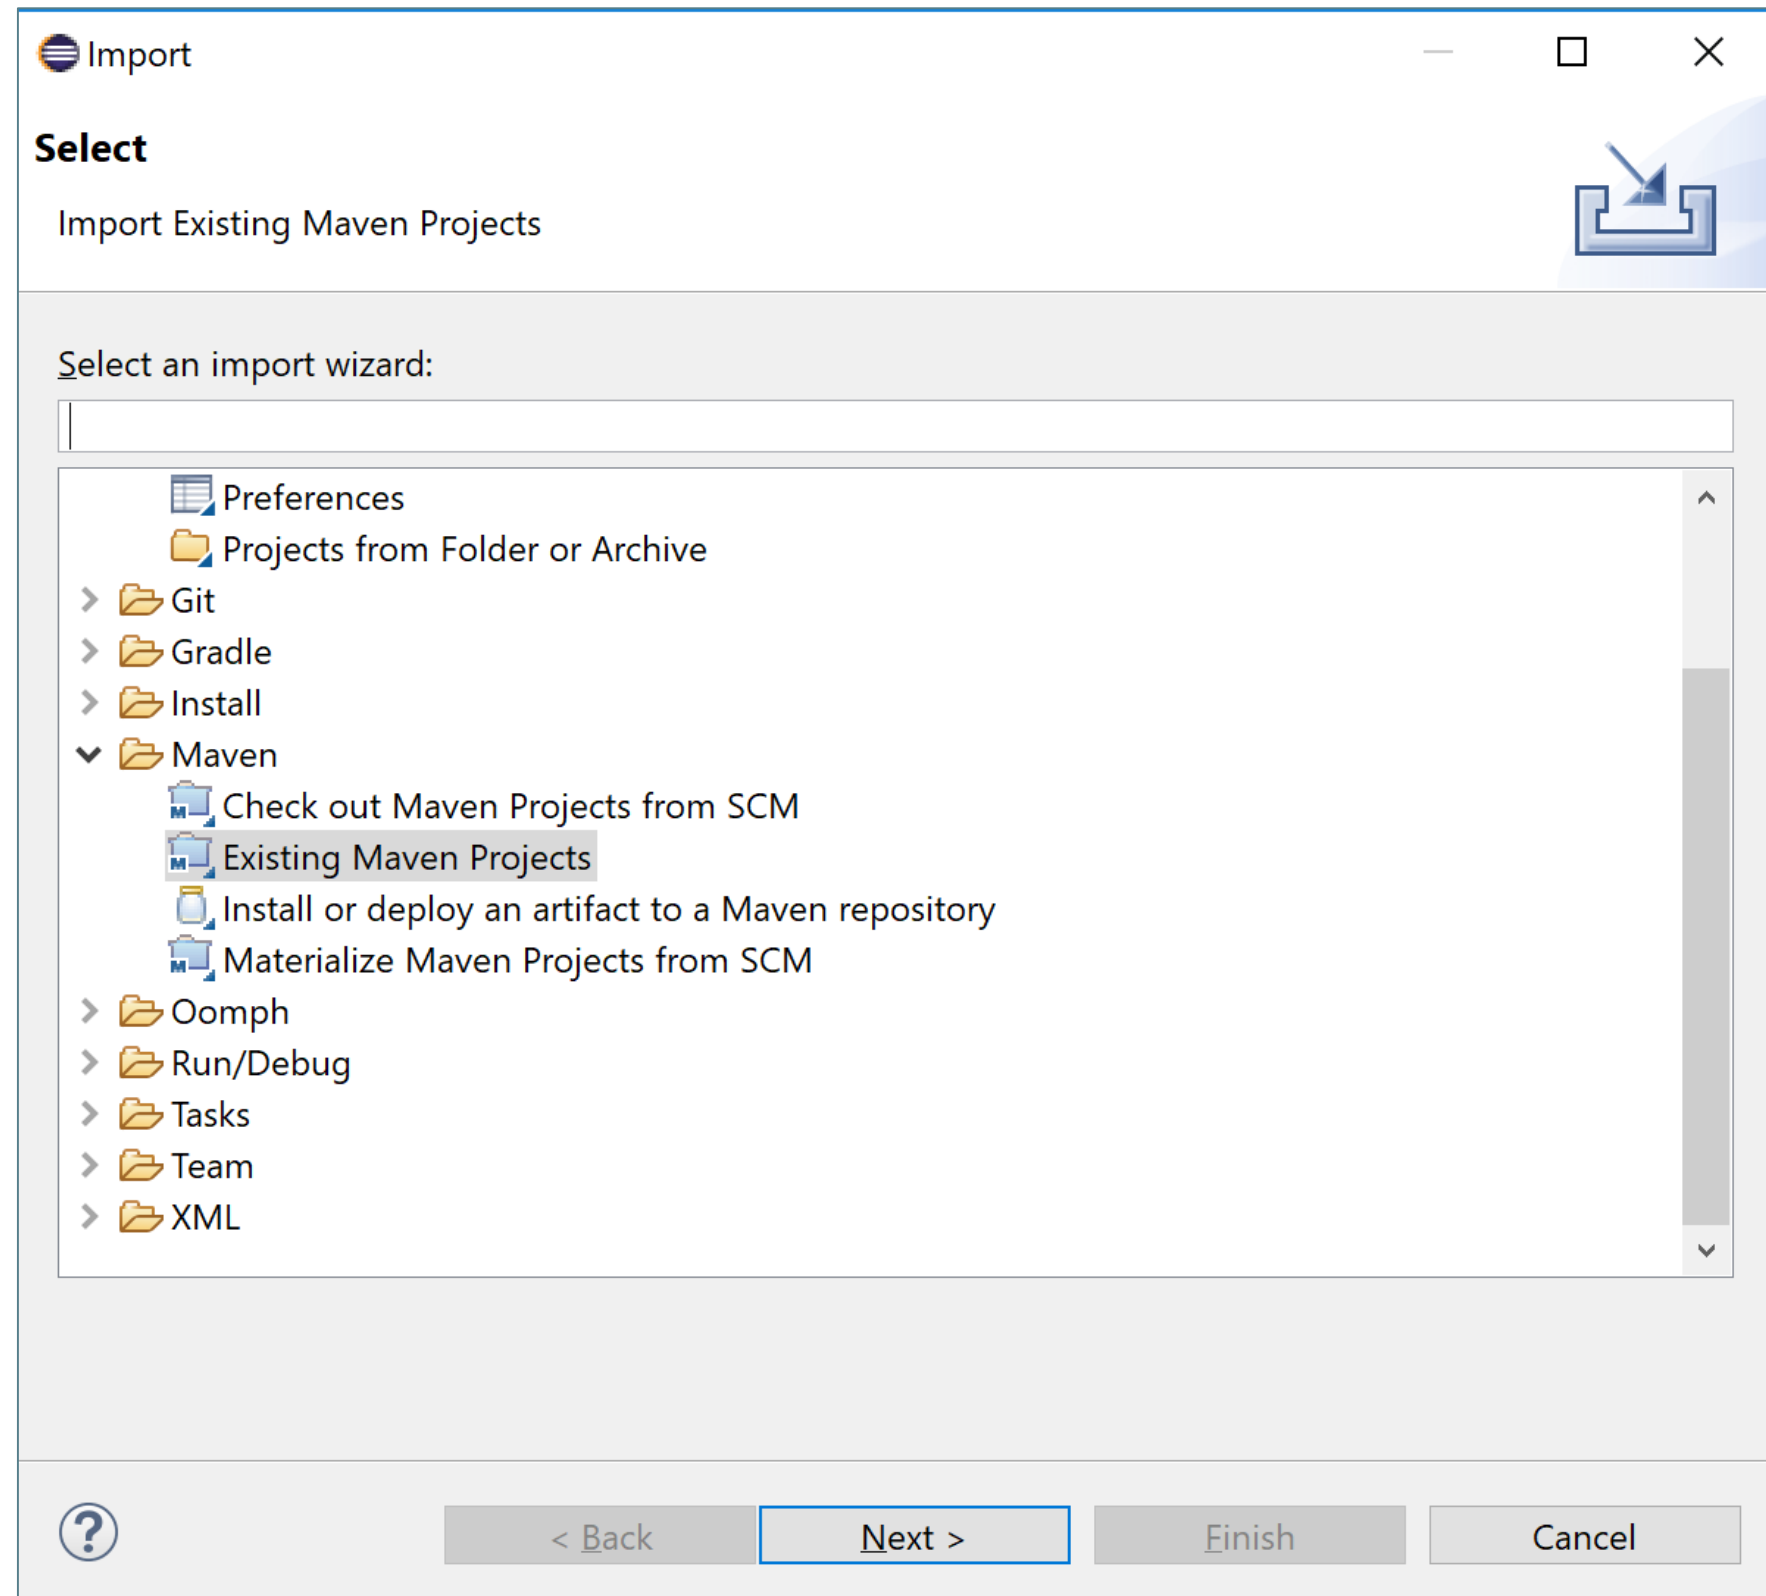 Import
Select
Import Existing Maven Projects
Select an import wizard:
Preferences
Projects from Folder or Archive
Git
Gradle
Install
Maven
Check out Maven Projects from SCM
Existing Maven Projects
Install or deploy an artifact to a Maven repository
Materialize Maven Projects from SCM
Oomph
Run/Debug
Tasks
Team
XML
< Back Next > Finish Cancel